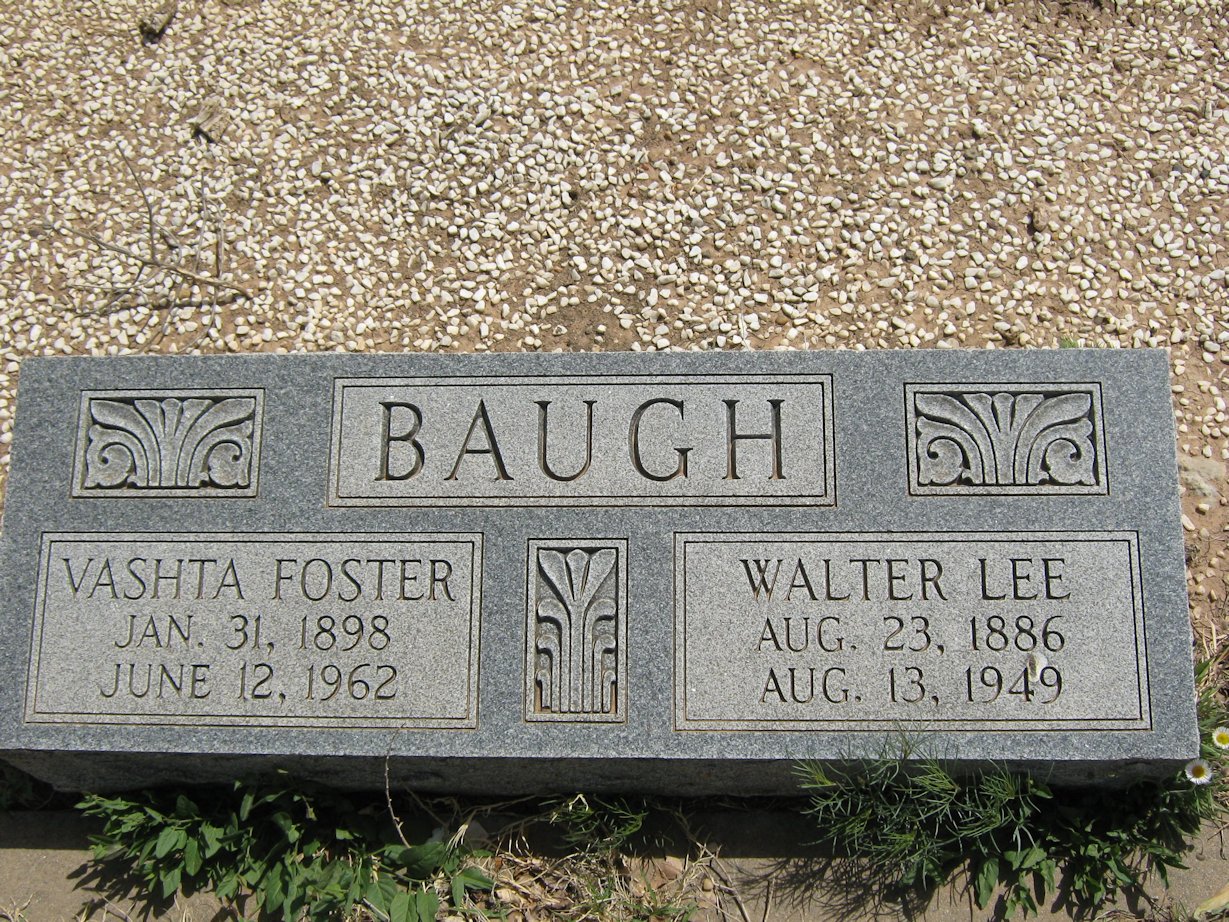 BAUGH
VASHTA FOSTER
JAN. 31, 1898
JUNE 12, 1962
WALTER LEE
AUG. 23, 1886
AUG. 13, 1949